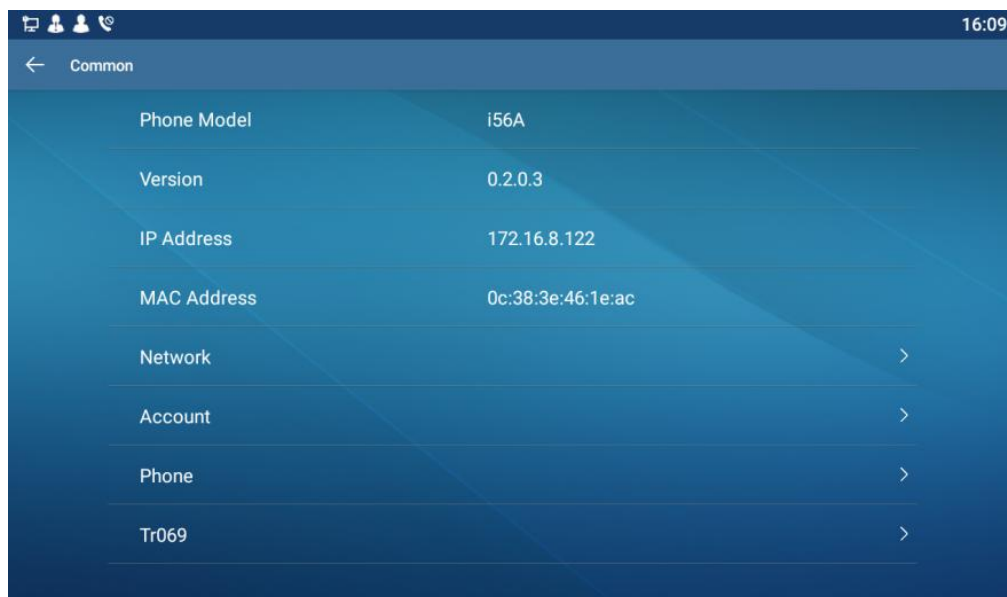 16:09
Common
Phone Model i56A
Version 0.2.0.3
IP Address 172.16.8.122
MAC Address 0c:38:3e:46:1e:ac
Network
Account
Phone
Tr069